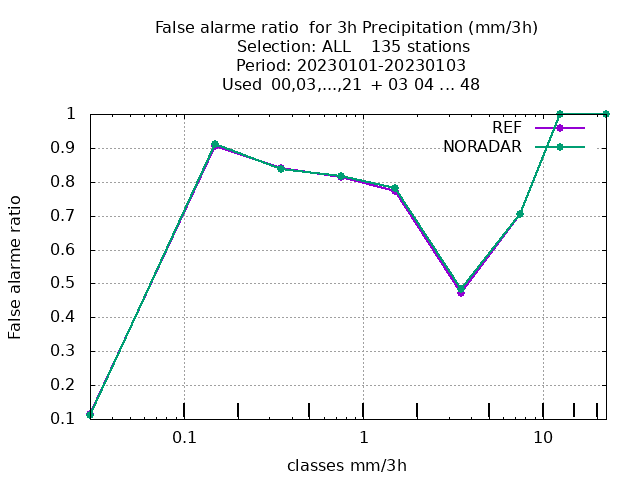 False alarme ratio  for 3h Precipitation (mm/3h)
Selection: ALL    135 stations
Period: 20230101-20230103
Used  00,03,...,21  + 03 04 ... 48
REF
NORADAR
1
0.9
0.8
0.7
0.6
0.5
0.4
0.3
0.2
0.1
False alarme ratio
0.1
1
10
classes mm/3h